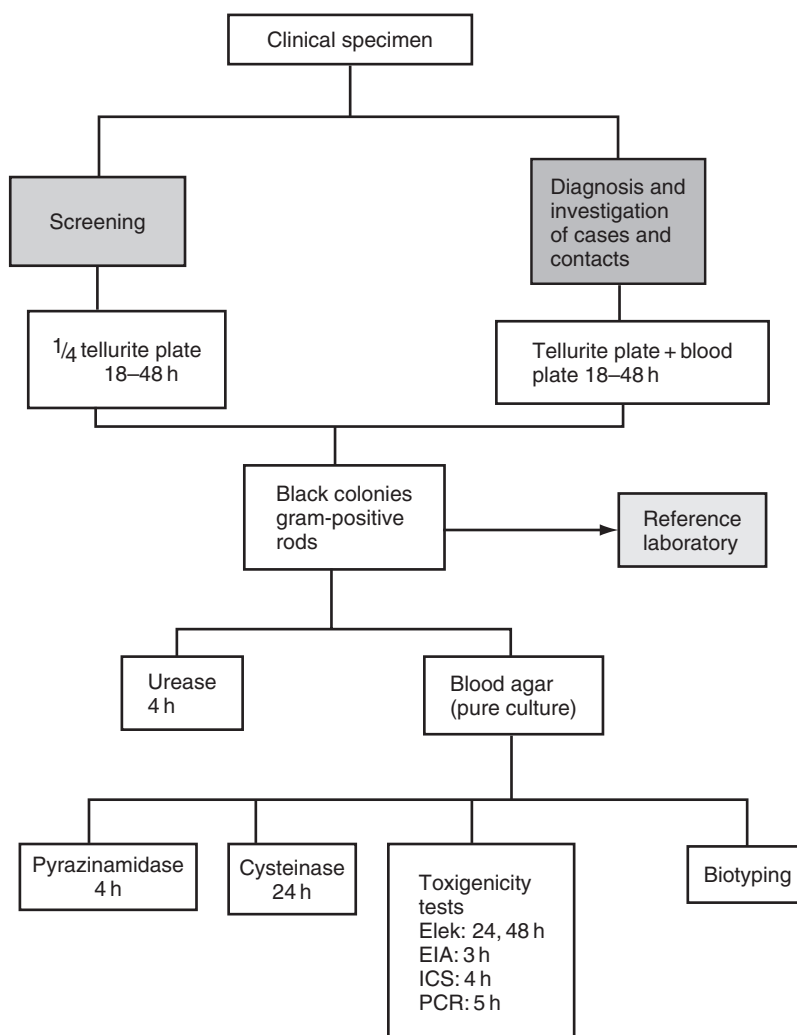 Clinical specimen
Screening
Diagnosis and
investigation
of cases and
contacts
1/4 tellurite plate
18–48 h
Tellurite plate + blood
plate 18–48 h
Black colonies
gram-positive
rods
Reference
laboratory
Urease
4 h
Blood agar
(pure culture)
Pyrazinamidase
4 h
Cysteinase
24 h
Toxigenicity
tests
Elek: 24, 48 h
EIA: 3 h
ICS: 4 h
PCR: 5 h
Biotyping